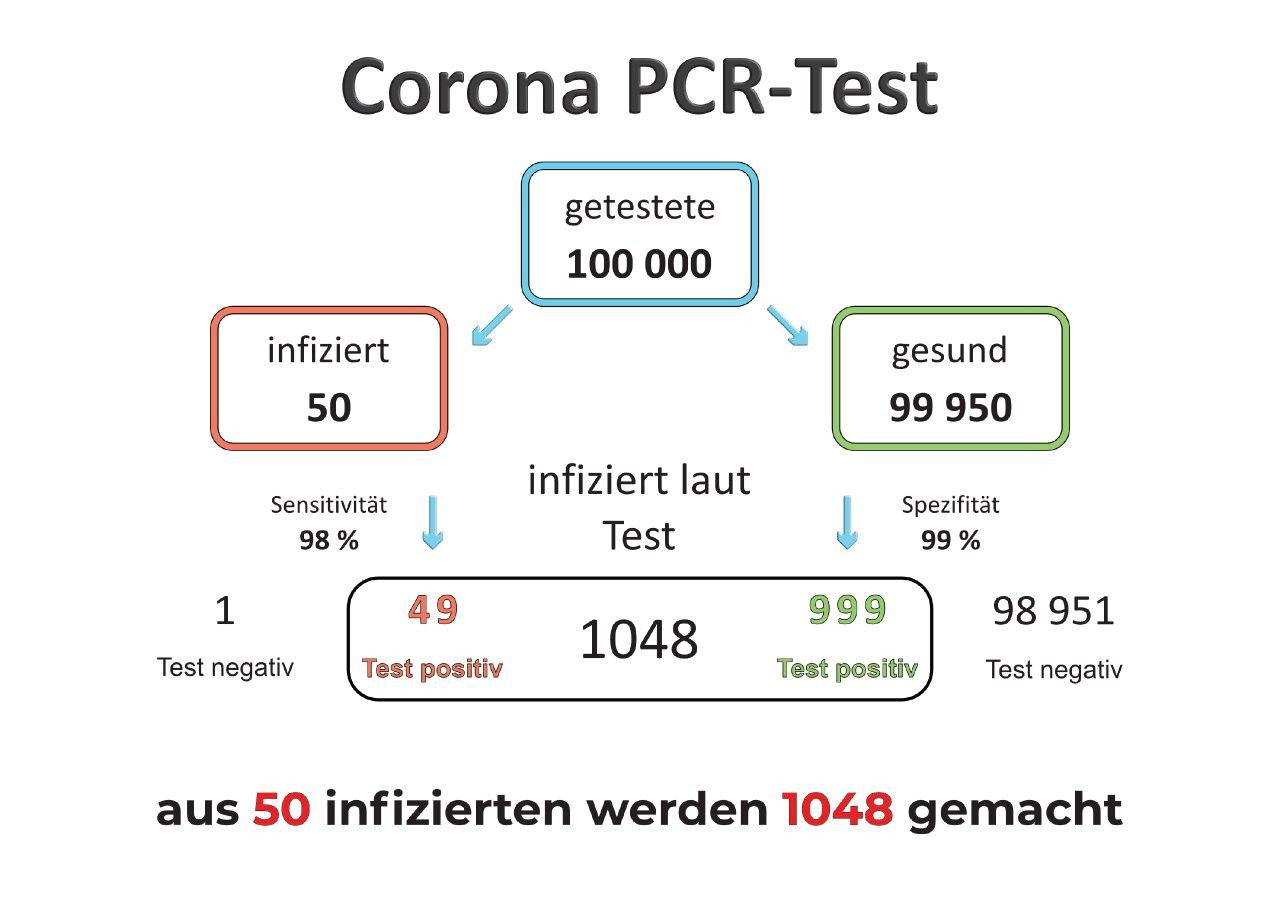 Corona PCR-Test
getestete
100 000
infiziert
50
gesund
99 950
infiziert laut
Test
Sensitivität
98 %
Spezifität
99 %
1
Test negativ
49
Test positiv
1048
999
Test positiv
98 951
Test negativ
aus 50 infizierten werden 1048 gemacht